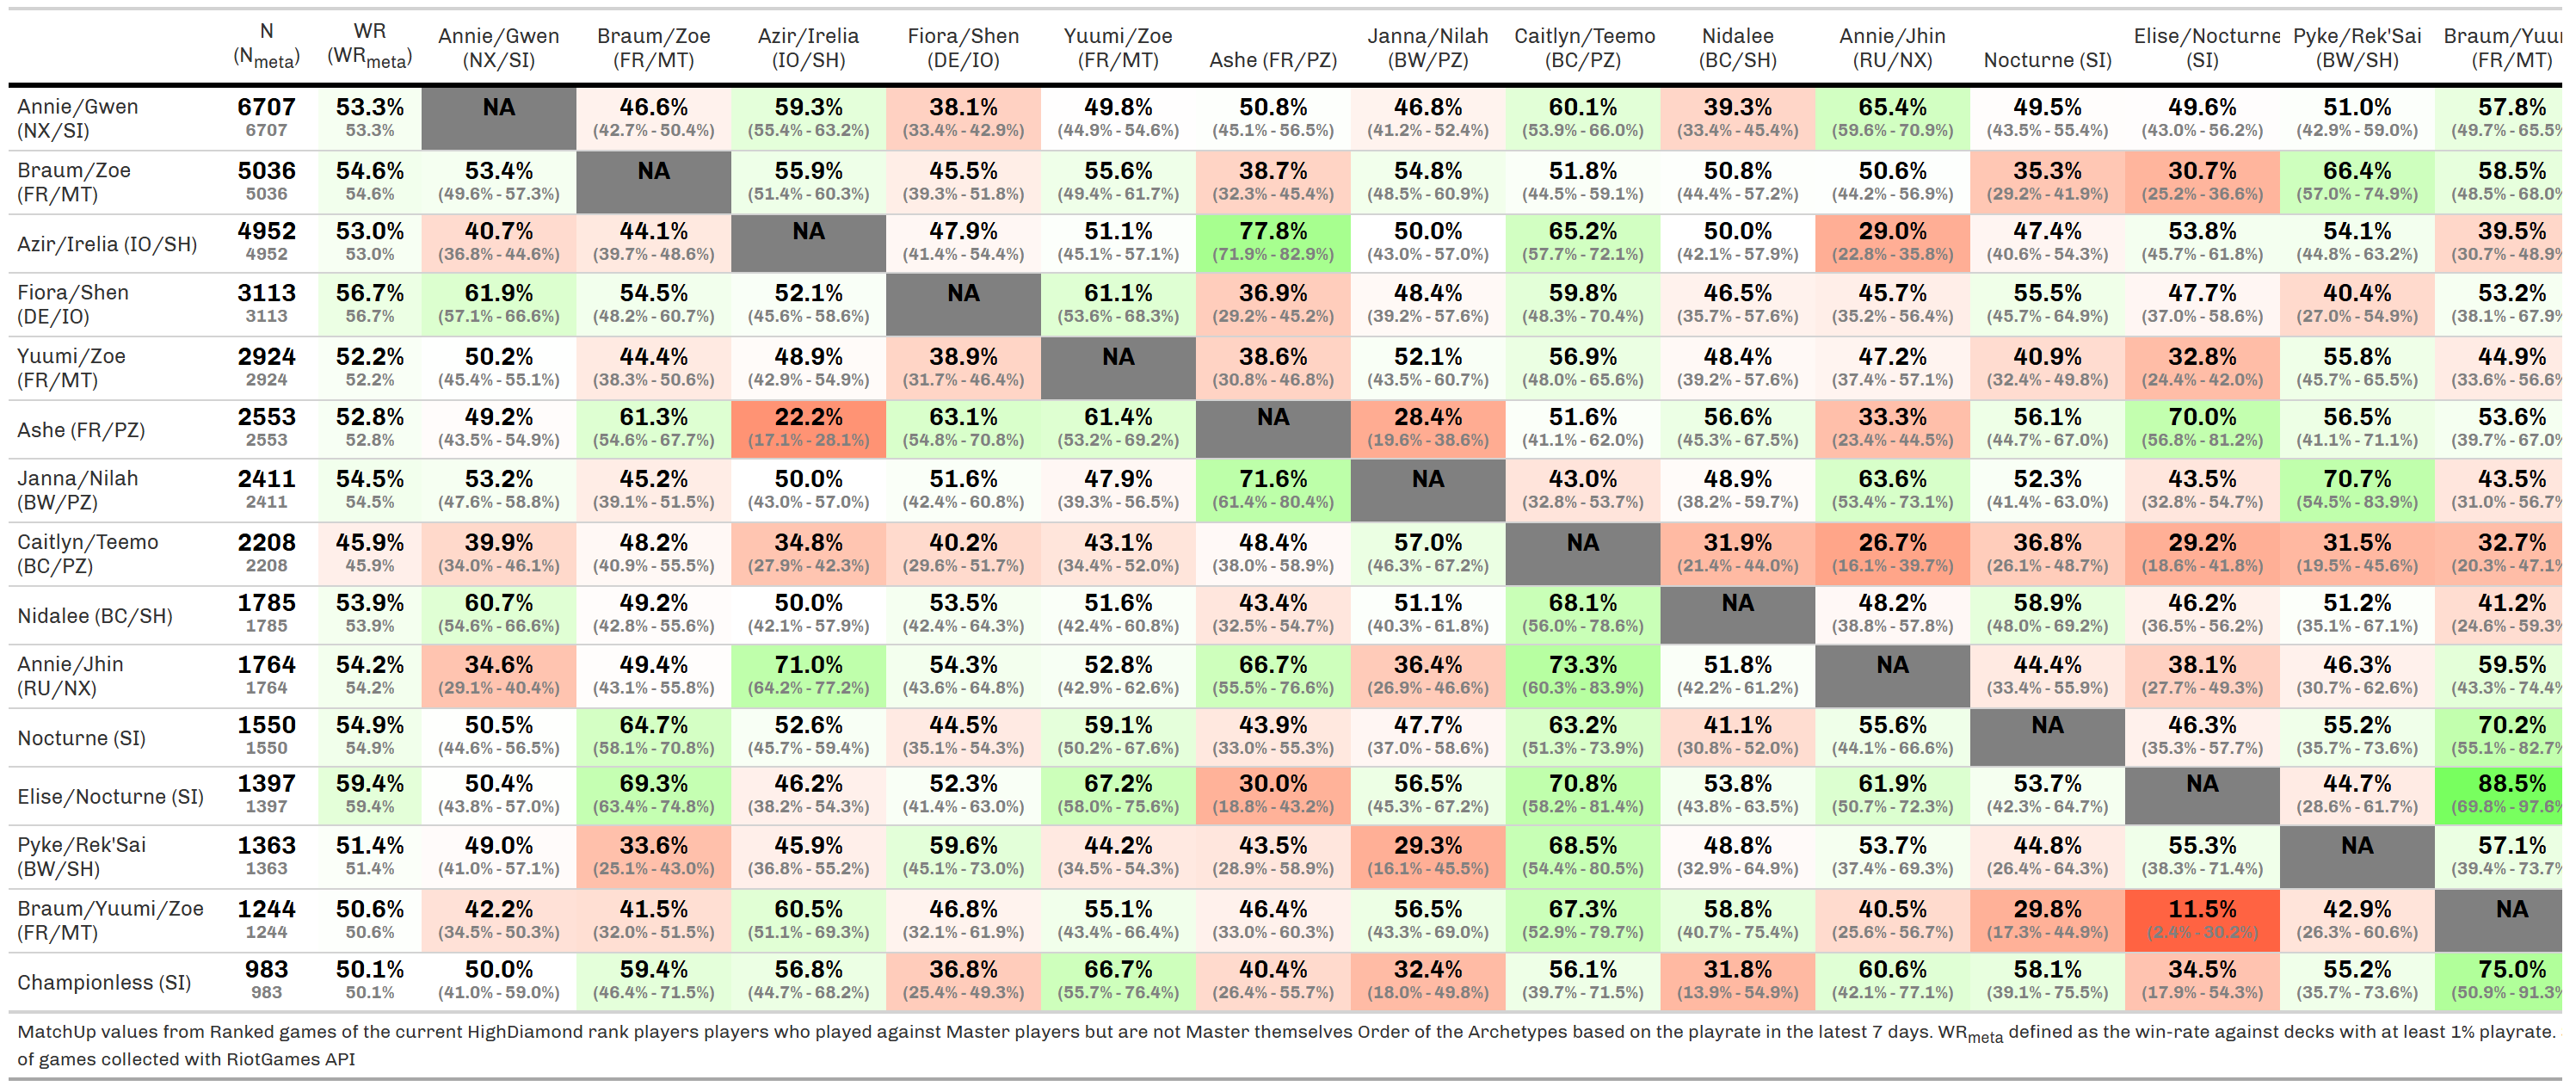 N WR Annie/Gwen Braum/Zoe Azir/Irelia Fiora/Shen Yuumi/Zoe Janna/Nilah Caitlyn/Teemo Nidalee Annie/Jhin Elise/Nocturne Pyke/Rek'Sai Braum/Yuu
(Nmeta) (WRmeta) (NX/SI) (FR/MT) (IO/SH) (DE/IO) (FR/MT) Ashe (FR/PZ) (BW/PZ) (BC/PZ) (BC/SH) (RU/NX) Nocturne (SI) (SI) (BW/SH) (FR/MT)
Annie/Gwen 6707 53.3% NA 46.6% 59.3% 38.1% 49.8% 50.8% 46.8% 60.1% 39.3% 65.4% 49.5% 49.6% 51.0% 57.8%
(NX/SI) 6707 53.3% (42.7% - 50.4%) (55.4% - 63.2%) (33.4% - 42.9%) (44.9% - 54.6%) (45.1% - 56.5%) (41.2% - 52.4%) (53.9% - 66.0%) (33.4% - 45.4%) (59.6% - 70.9%) (43.5% - 55.4%) (43.0% - 56.2%) (42.9% - 59.0%) (49.7% - 65.5%
Braum/Zoe 5036 54.6% 53.4% NA 55.9% 45.5% 55.6% 38.7% 54.8% 51.8% 50.8% 50.6% 35.3% 30.7% 66.4% 58.5%
(FR/MT) 5036 54.6% (49.6% - 57.3%) (51.4% - 60.3%) (39.3% - 51.8%) (49.4% - 61.7%) (32.3% - 45.4%) (48.5% - 60.9%) (44.5% - 59.1%) (44.4% - 57.2%) (44.2% - 56.9%) (29.2% - 41.9%) (25.2% - 36.6%) (57.0% - 74.9%) (48.5% - 68.0%
Azir/Irelia (IO/SH) 4952 53.0% 40.7% 44.1% NA 47.9% 51.1% 77.8% 50.0% 65.2% 50.0% 29.0% 47.4% 53.8% 54.1% 39.5%
4952 53.0% (36.8% - 44.6%) (39.7% - 48.6%) (41.4% - 54.4%) (45.1% - 57.1%) (71.9% - 82.9%) (43.0% - 57.0%) (57.7% - 72.1%) (42.1% - 57.9%) (22.8% - 35.8%) (40.6% - 54.3%) (45.7% - 61.8%) (44.8% - 63.2%) (30.7% - 48.9%
Fiora/Shen 3113 56.7% 61.9% 54.5% 52.1% NA 61.1% 36.9% 48.4% 59.8% 46.5% 45.7% 55.5% 47.7% 40.4% 53.2%
(DE/IO) 3113 56.7% (57.1% - 66.6%) (48.2% - 60.7%) (45.6% - 58.6%) (53.6% - 68.3%) (29.2% - 45.2%) (39.2% - 57.6%) (48.3% - 70.4%) (35.7% - 57.6%) (35.2% - 56.4%) (45.7% - 64.9%) (37.0% - 58.6%) (27.0% - 54.9%) (38.1% - 67.9%
Yuumi/Zoe 2924 52.2% 50.2% 44.4% 48.9% 38.9% NA 38.6% 52.1% 56.9% 48.4% 47.2% 40.9% 32.8% 55.8% 44.9%
(FR/MT) 2924 52.2% (45.4% - 55.1%) (38.3% - 50.6%) (42.9% - 54.9%) (31.7% - 46.4%) (30.8% - 46.8%) (43.5% - 60.7%) (48.0% - 65.6%) (39.2% - 57.6%) (37.4% - 57.1%) (32.4% - 49.8%) (24.4% - 42.0%) (45.7% - 65.5%) (33.6% - 56.6%
Ashe (FR/PZ) 2553 52.8% 49.2% 61.3% 22.2% 63.1% 61.4% NA 28.4% 51.6% 56.6% 33.3% 56.1% 70.0% 56.5% 53.6%
2553 52.8% (43.5% - 54.9%) (54.6% - 67.7%) (17.1% - 28.1%) (54.8% - 70.8%) (53.2% - 69.2%) (19.6% - 38.6%) (41.1% - 62.0%) (45.3% - 67.5%) (23.4% - 44.5%) (44.7% - 67.0%) (56.8% - 81.2%) (41.1% - 71.1%) (39.7% - 67.0%
Janna/Nilah 2411 54.5% 53.2% 45.2% 50.0% 51.6% 47.9% 71.6% NA 43.0% 48.9% 63.6% 52.3% 43.5% 70.7% 43.5%
(BW/PZ) 2411 54.5% (47.6% - 58.8%) (39.1% - 51.5%) (43.0% - 57.0%) (42.4% - 60.8%) (39.3% - 56.5%) (61.4% - 80.4%) (32.8% - 53.7%) (38.2% - 59.7%) (53.4% - 73.1%) (41.4% - 63.0%) (32.8% - 54.7%) (54.5% - 83.9%) (31.0% - 56.7%
Caitlyn/Teemo 2208 45.9% 39.9% 48.2% 34.8% 40.2% 43.1% 48.4% 57.0% NA 31.9% 26.7% 36.8% 29.2% 31.5% 32.7%
(BC/PZ) 2208 45.9% (34.0% - 46.1%) (40.9% - 55.5%) (27.9% - 42.3%) (29.6% - 51.7%) (34.4% - 52.0%) (38.0% - 58.9%) (46.3% - 67.2%) (21.4% - 44.0%) (16.1% - 39.7%) (26.1% - 48.7%) (18.6% - 41.8%) (19.5% - 45.6%) (20.3% - 47.1%
Nidalee (BC/SH) 1785 53.9% 60.7% 49.2% 50.0% 53.5% 51.6% 43.4% 51.1% 68.1% NA 48.2% 58.9% 46.2% 51.2% 41.2%
1785 53.9% (54.6% - 66.6%) (42.8% - 55.6%) (42.1% - 57.9%) (42.4% - 64.3%) (42.4% - 60.8%) (32.5% - 54.7%) (40.3% - 61.8%) (56.0% - 78.6%) (38.8% - 57.8%) (48.0% - 69.2%) (36.5% - 56.2%) (35.1% - 67.1%) (24.6% - 59.3%
Annie/Jhin 1764 54.2% 34.6% 49.4% 71.0% 54.3% 52.8% 66.7% 36.4% 73.3% 51.8% NA 44.4% 38.1% 46.3% 59.5%
(RU/NX) 1764 54.2% (29.1% - 40.4%) (43.1% - 55.8%) (64.2% - 77.2%) (43.6% - 64.8%) (42.9% - 62.6%) (55.5% - 76.6%) (26.9% - 46.6%) (60.3% - 83.9%) (42.2% - 61.2%) (33.4% - 55.9%) (27.7% - 49.3%) (30.7% - 62.6%) (43.3% - 74.4%
Nocturne (SI) 1550 54.9% 50.5% 64.7% 52.6% 44.5% 59.1% 43.9% 47.7% 63.2% 41.1% 55.6% NA 46.3% 55.2% 70.2%
1550 54.9% (44.6% - 56.5%) (58.1% - 70.8%) (45.7% - 59.4%) (35.1% - 54.3%) (50.2% - 67.6%) (33.0% - 55.3%) (37.0% - 58.6%) (51.3% - 73.9%) (30.8% - 52.0%) (44.1% - 66.6%) (35.3% - 57.7%) (35.7% - 73.6%) (55.1% - 82.7%
Elise/Nocturne (SI) 1397 59.4% 50.4% 69.3% 46.2% 52.3% 67.2% 30.0% 56.5% 70.8% 53.8% 61.9% 53.7% NA 44.7% 88.5%
1397 59.4% (43.8% - 57.0%) (63.4% - 74.8%) (38.2% - 54.3%) (41.4% - 63.0%) (58.0% - 75.6%) (18.8% - 43.2%) (45.3% - 67.2%) (58.2% - 81.4%) (43.8% - 63.5%) (50.7% - 72.3%) (42.3% - 64.7%) (28.6% - 61.7%) (69.8% - 97.6%
Pyke/Rek'Sai 1363 51.4% 49.0% 33.6% 45.9% 59.6% 44.2% 43.5% 29.3% 68.5% 48.8% 53.7% 44.8% 55.3% NA 57.1%
(BW/SH) 1363 51.4% (41.0% - 57.1%) (25.1% - 43.0%) (36.8% - 55.2%) (45.1% - 73.0%) (34.5% - 54.3%) (28.9% - 58.9%) (16.1% - 45.5%) (54.4% - 80.5%) (32.9% - 64.9%) (37.4% - 69.3%) (26.4% - 64.3%) (38.3% - 71.4%) (39.4% - 73.7%
Braum/Yuumi/Zoe 1244 50.6% 42.2% 41.5% 60.5% 46.8% 55.1% 46.4% 56.5% 67.3% 58.8% 40.5% 29.8% 11.5% 42.9% NA
(FR/MT) 1244 50.6% (34.5% - 50.3%) (32.0% - 51.5%) (51.1% - 69.3%) (32.1% - 61.9%) (43.4% - 66.4%) (33.0% - 60.3%) (43.3% - 69.0%) (52.9% - 79.7%) (40.7% - 75.4%) (25.6% - 56.7%) (17.3% - 44.9%) (2.4% - 30.2%) (26.3% - 60.6%)
Championless (SI) 983 50.1% 50.0% 59.4% 56.8% 36.8% 66.7% 40.4% 32.4% 56.1% 31.8% 60.6% 58.1% 34.5% 55.2% 75.0%
983 50.1% (41.0% - 59.0%) (46.4% - 71.5%) (44.7% - 68.2%) (25.4% - 49.3%) (55.7% - 76.4%) (26.4% - 55.7%) (18.0% - 49.8%) (39.7% - 71.5%) (13.9% - 54.9%) (42.1% - 77.1%) (39.1% - 75.5%) (17.9% - 54.3%) (35.7% - 73.6%) (50.9% - 91.3%
MatchUp values from Ranked games of the current HighDiamond rank players players who played against Master players but are not Master themselves Order of the Archetypes based on the playrate in the latest 7 days. WRmeta defined as the win-rate against decks with at least 1% playrate.
of games collected with RiotGames API